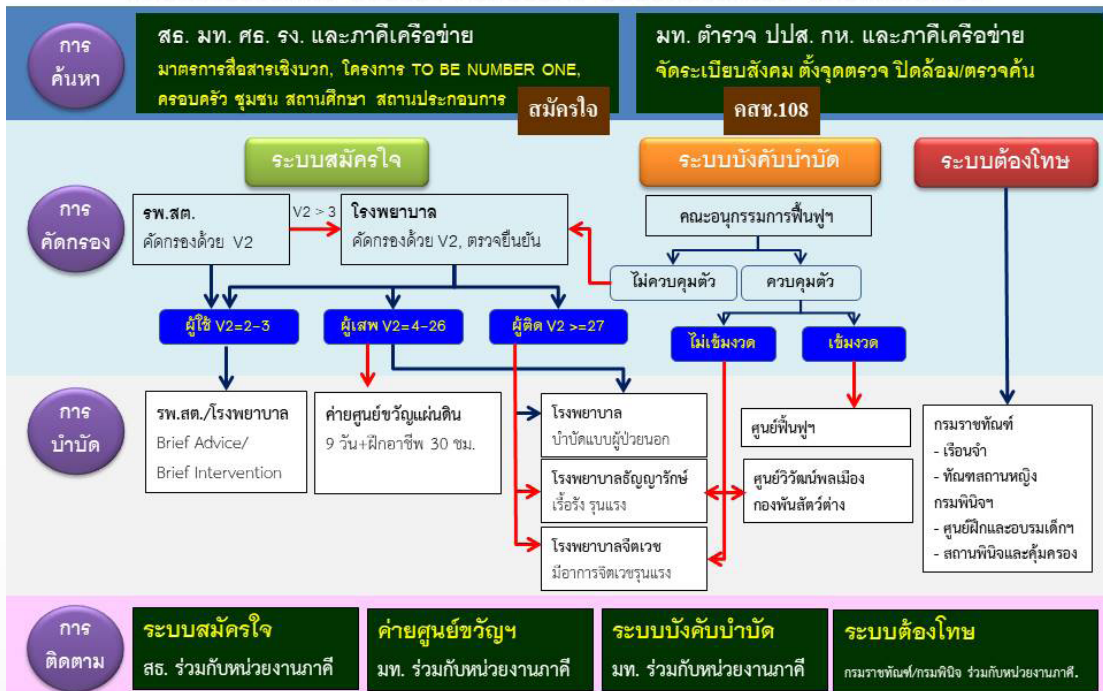 การ
ค้นหา
สธ. มท. ศธ. รง. และภาคีเครือข่าย
มาตรการสื่อสารเชิงบวก, โครงการ TO BE NUMBER ONE,
ครอบครัว ชุมชน สถานศึกษา สถานประกอบการ
สมัครใจ
มท. ตำรวจ ปปส. กห. และภาคีเครือข่าย
จัดระเบียบสังคม ตั้งจุดตรวจ ปิดล้อม/ตรวจค้น
คสช.108
ระบบสมัครใจ
ระบบบังคับบำบัด
ระบบต้องโทษ
การ
คัดกรอง
รพ.สต.
คัดกรองด้วย V2
V2 > 3
โรงพยาบาล
คัดกรองด้วย V2, ตรวจยืนยัน
คณะอนุกรรมการฟื้นฟูฯ
ไม่ควบคุมตัว
ควบคุมตัว
ผู้ใช้ V2=2-3
ผู้เสพ V2=4-26
ผู้ติด V2 >=27
ไม่เข้มงวด
เข้มงวด
การ
บำบัด
รพ.สต./โรงพยาบาล
Brief Advice/
Brief Intervention
ค่ายศูนย์ขวัญแผ่นดิน
9 วัน+ฝึกอาชีพ 30 ชม.
โรงพยาบาล
บำบัดแบบผู้ป่วยนอก
โรงพยาบาลธัญญารักษ์
เรื้อรัง รุนแรง
โรงพยาบาลจิตเวช
มีอาการจิตเวชรุนแรง
ศูนย์ฟื้นฟูฯ
ศูนย์วิวัฒน์พลเมือง
กองพันสัตว์ต่าง
กรมราชทัณฑ์
- เรือนจำ
- ทัณฑสถานหญิง
กรมพินิจฯ
- ศูนย์ฝึกและอบรมเด็กฯ
- สถานพินิจและคุ้มครอง
การ
ติดตาม
ระบบสมัครใจ
สธ. ร่วมกับหน่วยงานภาคี
ค่ายศูนย์ขวัญฯ
มท. ร่วมกับหน่วยงานภาคี
ระบบบังคับบำบัด
มท. ร่วมกับหน่วยงานภาคี
ระบบต้องโทษ
กรมราชทัณฑ์/กรมพินิจ ร่วมกับหน่วยงานภาคี.